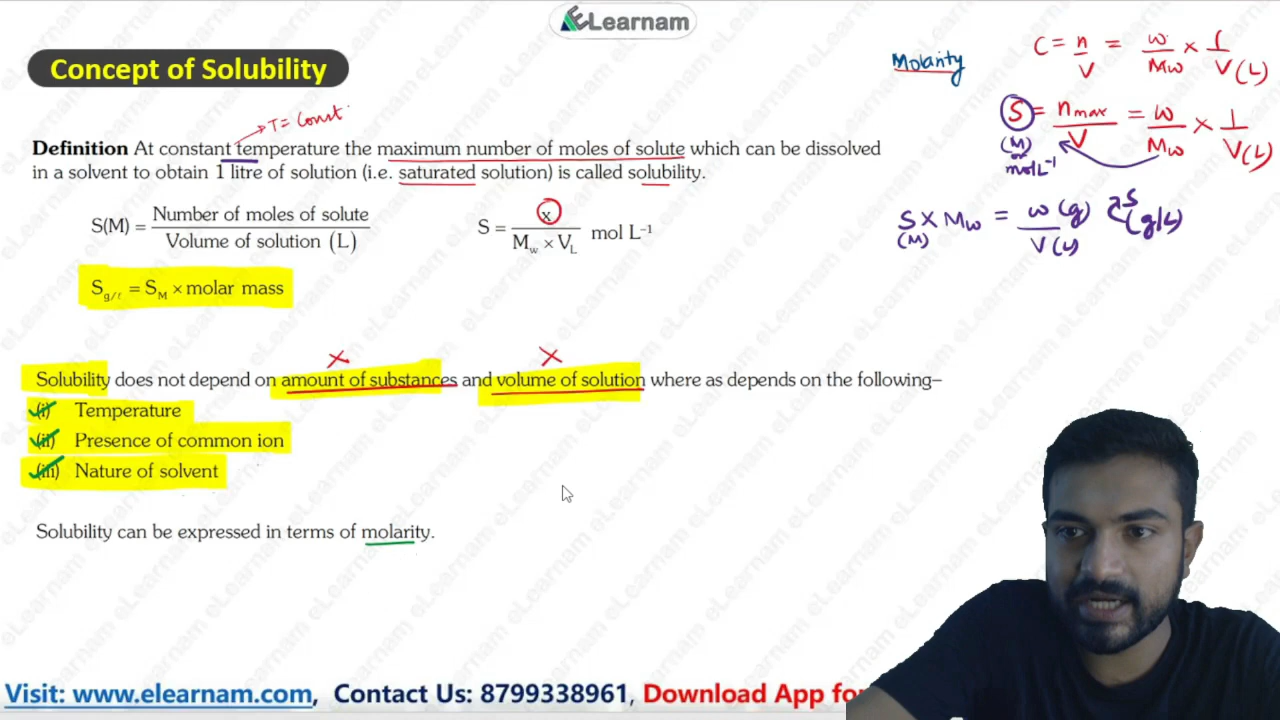 ELearnam
Concept of Solubility
Molarity
C = n/V = w/Mw × 1/V(L)
T = Const.
S = nmax/V = w/Mw × 1/V(L)
(M) or mol L⁻¹
Definition At constant temperature the maximum number of moles of solute which can be dissolved
in a solvent to obtain 1 litre of solution (i.e. saturated solution) is called solubility.
S(M) = Number of moles of solute / Volume of solution (L)
S = x / Mw × VL mol L⁻¹
S(M) × Mw = w(g)/V(L) S (g/L)
Sg/ℓ = SM × molar mass
Solubility does not depend on amount of substances and volume of solution where as depends on the following–
(i) Temperature
(ii) Presence of common ion
(iii) Nature of solvent
Solubility can be expressed in terms of molarity.
Visit: www.elearnam.com, Contact Us: 8799338961, Download App for